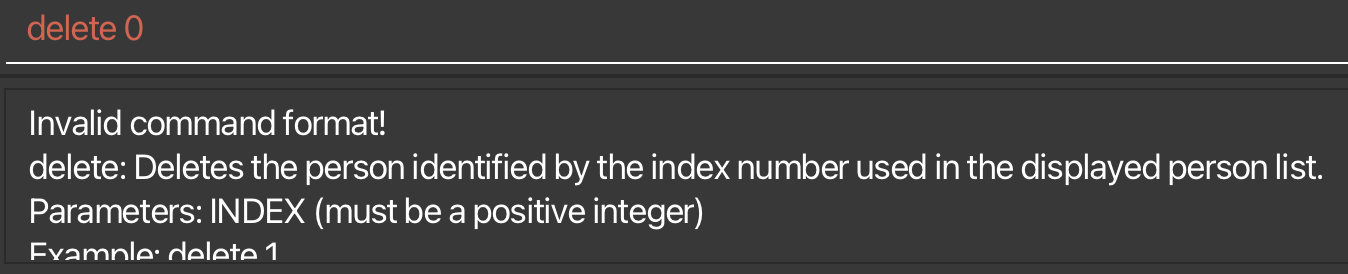 delete 0
Invalid command format!
delete: Deletes the person identified by the index number used in the displayed person list.
Parameters: INDEX (must be a positive integer)
Example: delete 1